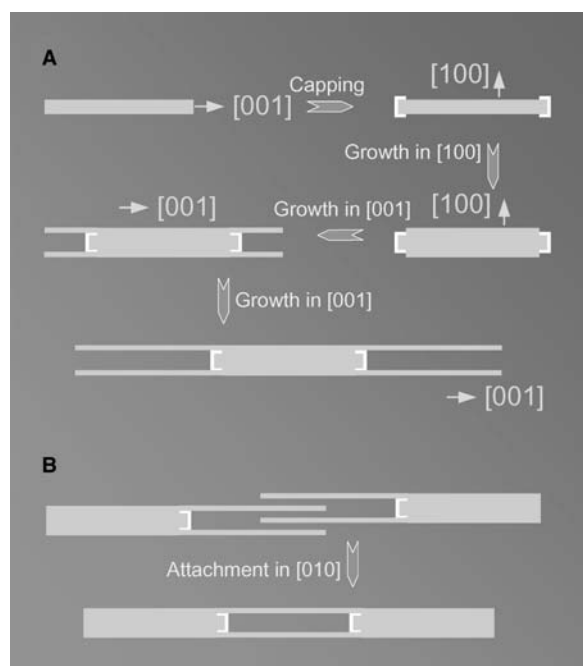 A
[001]
Capping
[100]
Growth in [100]
[001]
Growth in [001]
[100]
Growth in [001]
[001]
B
Attachment in [010]